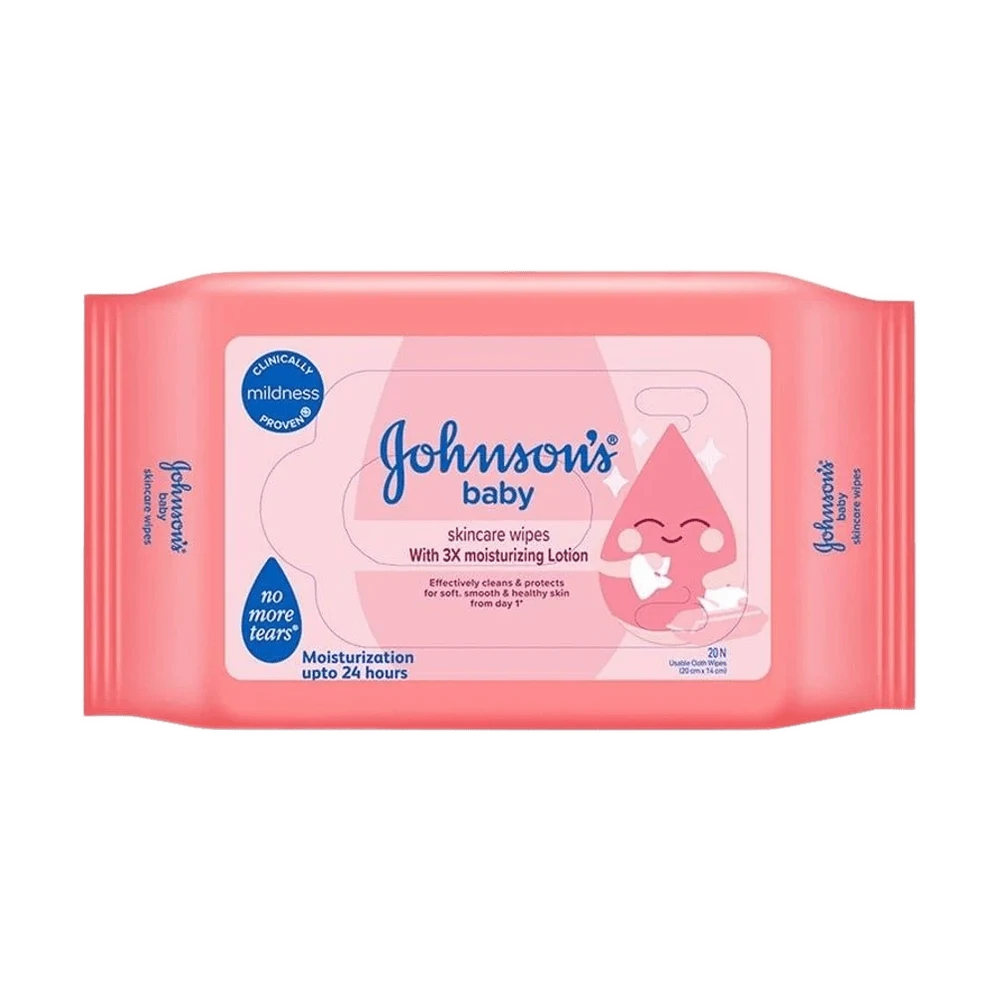 CLINICALLY
mildness
PROVEN®
Johnson's®
baby
skincare wipes
With 3X moisturizing Lotion
Effectively cleans & protects
for soft, smooth & healthy skin
from day 1*
no
more
tears®
Moisturization
upto 24 hours
20 N
Usable Cloth Wipes
(20 cm x 14 cm)
Johnson's
baby
skincare wipes
Johnson's
baby
skincare wipes